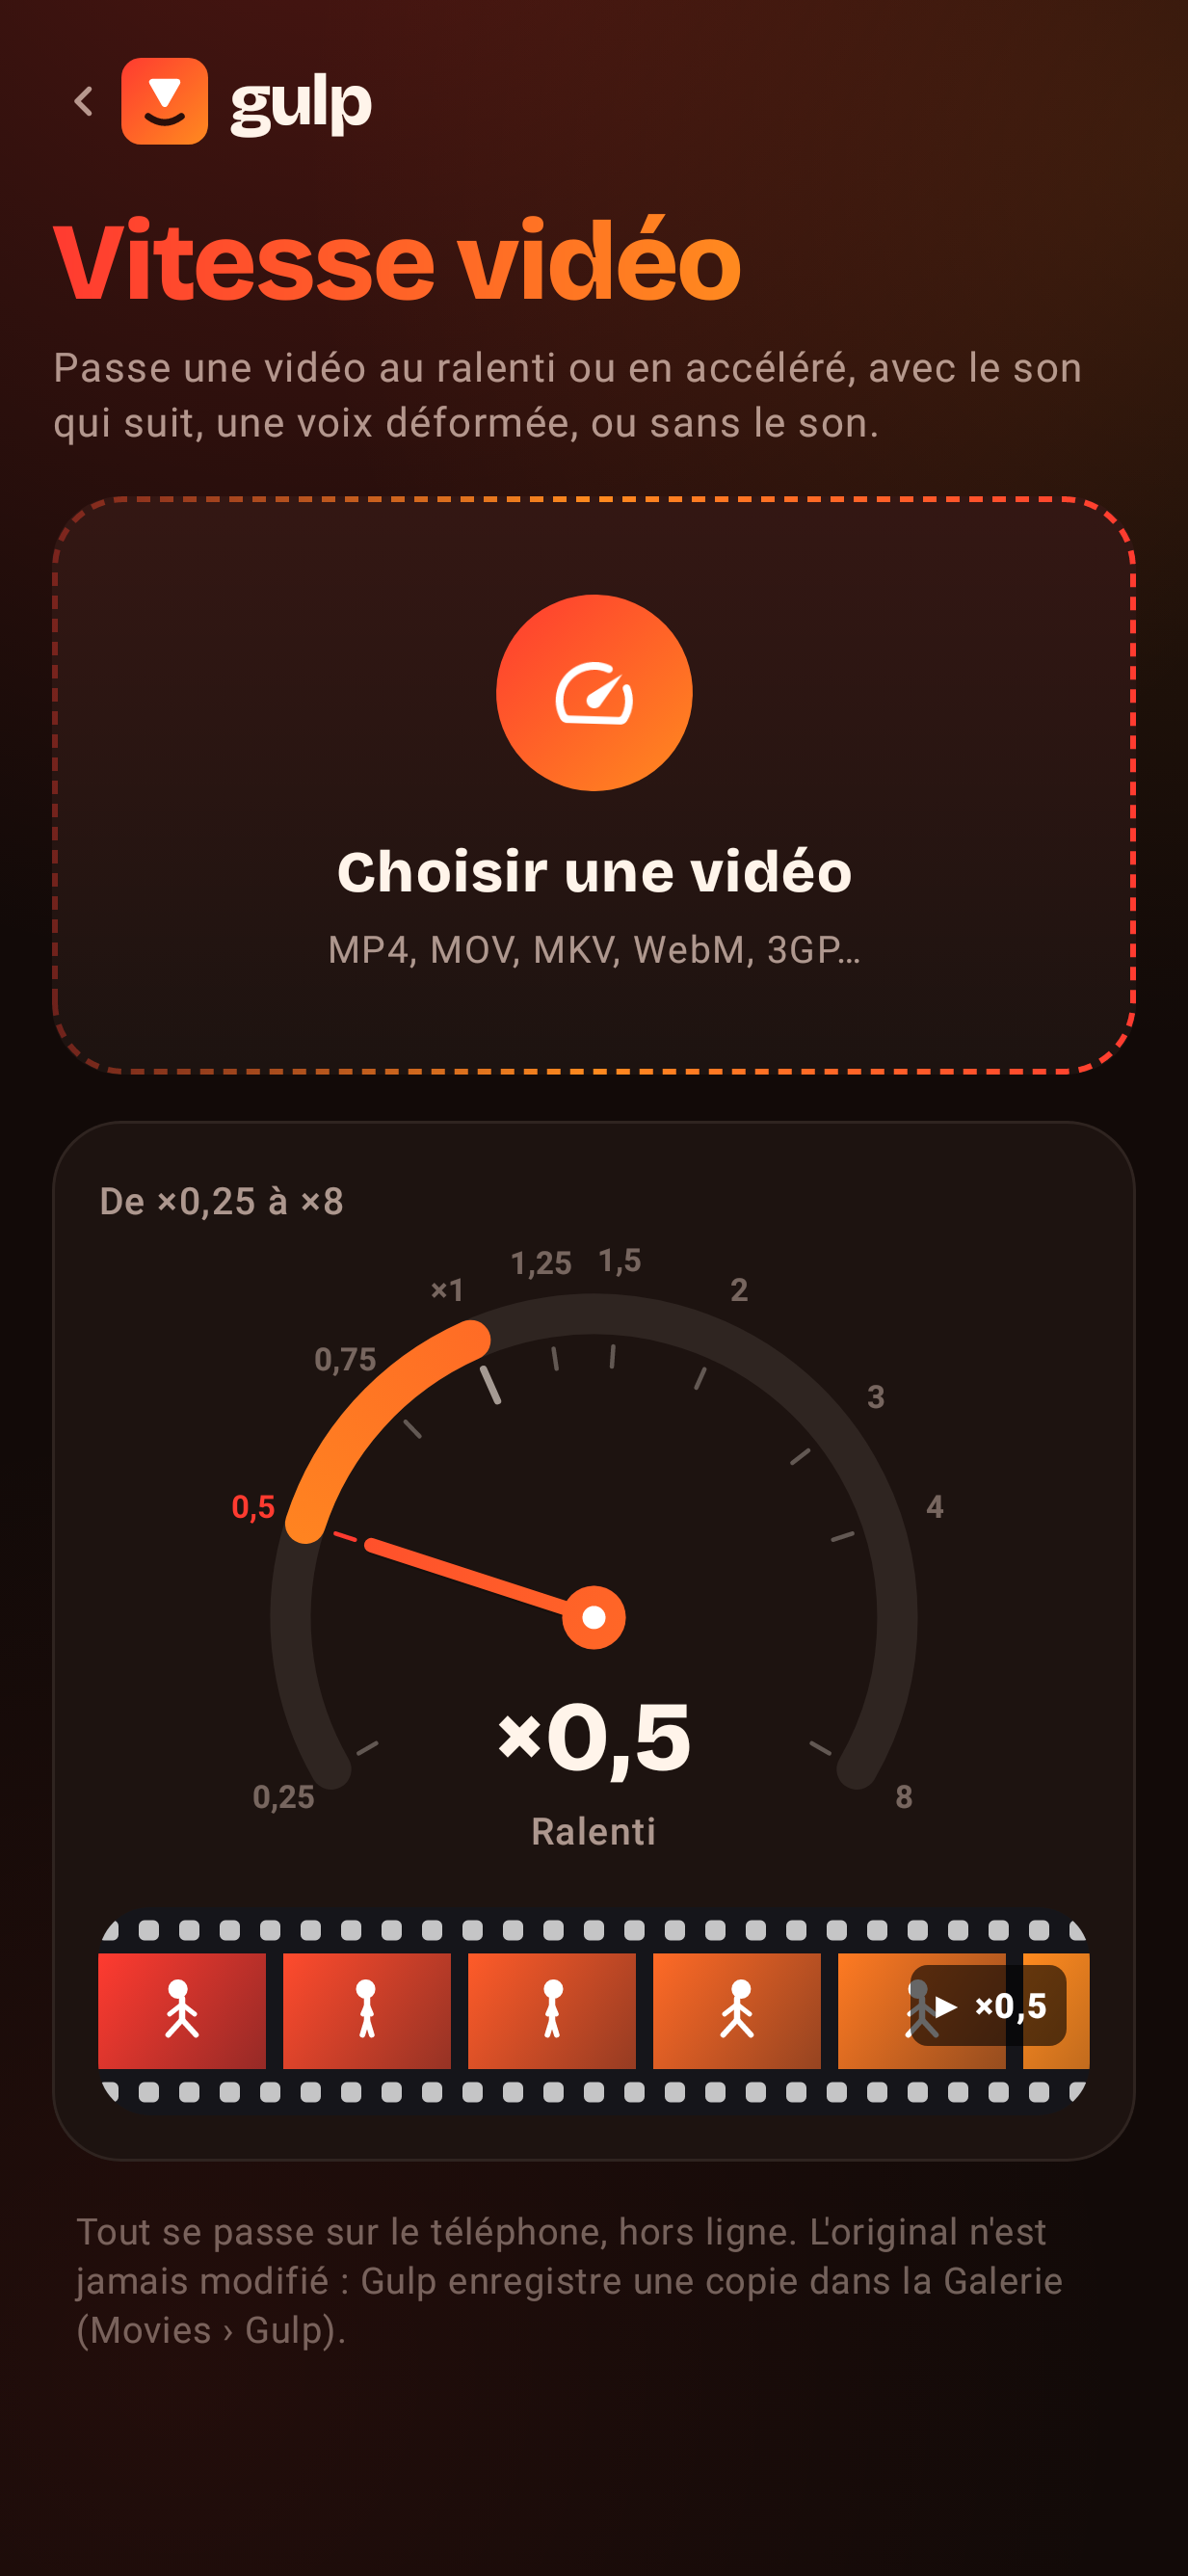 gulp
Vitesse vidéo
Passe une vidéo au ralenti ou en accéléré, avec le son
qui suit, une voix déformée, ou sans le son.
Choisir une vidéo
MP4, MOV, MKV, WebM, 3GP...
De ×0,25 à ×8
0,25
0,5
0,75
×1
1,25
1,5
2
3
4
8
×0,5
Ralenti
▶ ×0,5
Tout se passe sur le téléphone, hors ligne. L'original n'est
jamais modifié : Gulp enregistre une copie dans la Galerie
(Movies › Gulp).